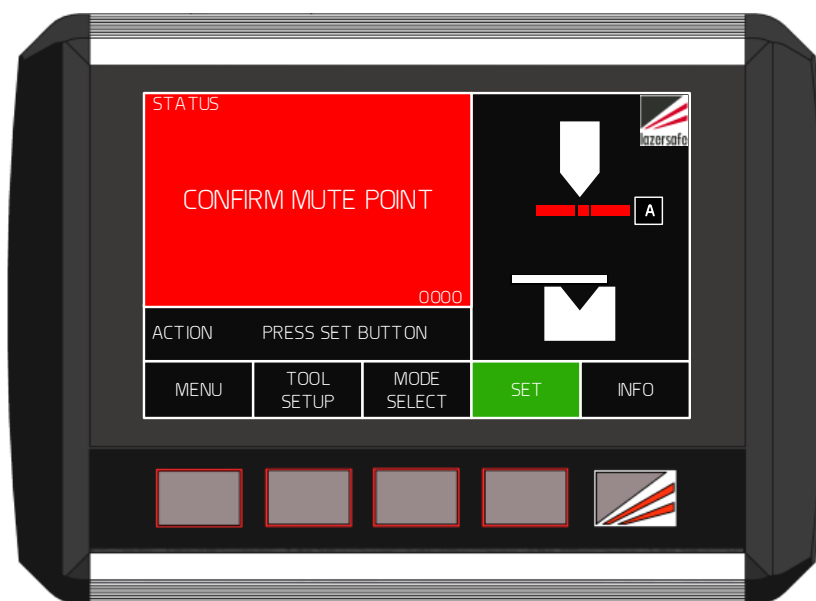 STATUS
CONFIRM MUTE POINT
0000
ACTION PRESS SET BUTTON
MENU
TOOL
SETUP
MODE
SELECT
SET
INFO
lazersafe
A